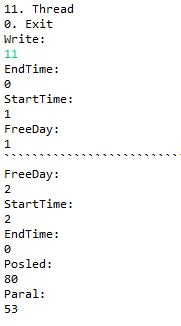 11. Thread
0. Exit
Write:
11
EndTime:
0
StartTime:
1
FreeDay:
1
``````````````````````````
FreeDay:
2
StartTime:
2
EndTime:
0
Posled:
80
Paral:
53